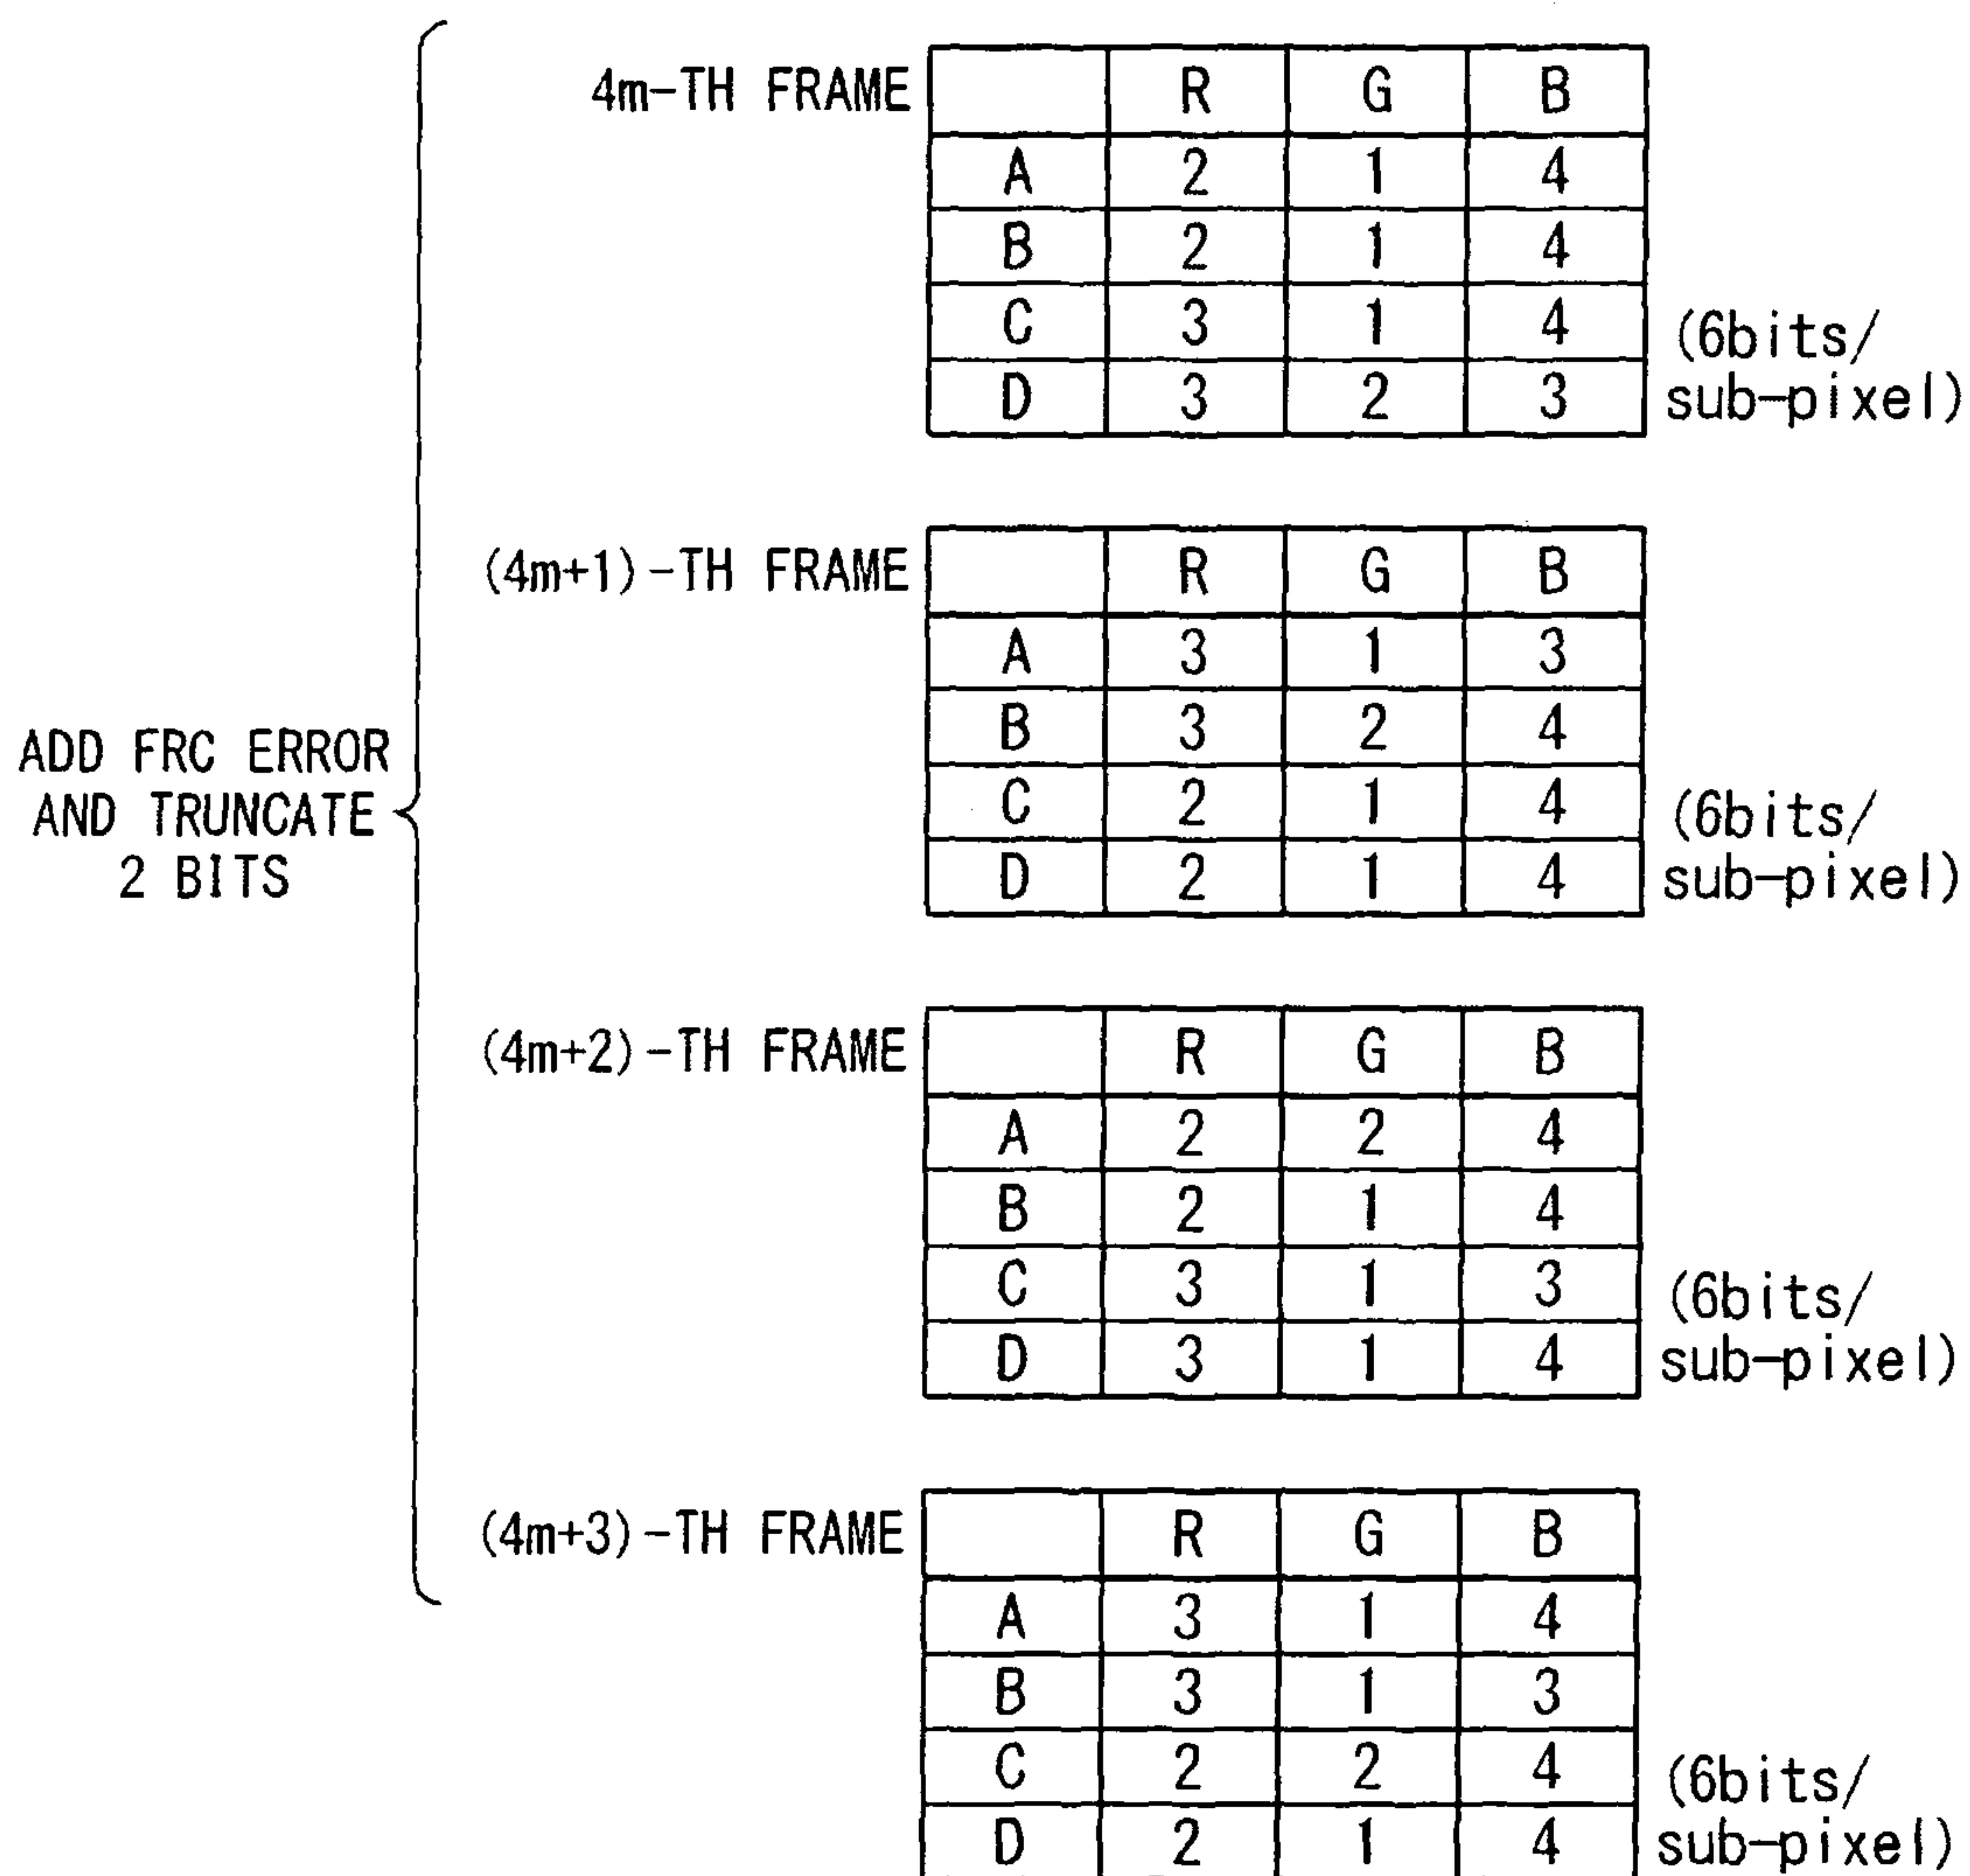 4m-TH FRAME
R G B
A 2 1 4
B 2 1 4
C 3 1 4
D 3 2 3
(6bits/
sub-pixel)
(4m+1)-TH FRAME
R G B
A 3 1 3
B 3 2 4
C 2 1 4
D 2 1 4
(6bits/
sub-pixel)
ADD FRC ERROR
AND TRUNCATE
2 BITS
(4m+2)-TH FRAME
R G B
A 2 2 4
B 2 1 4
C 3 1 3
D 3 1 4
(6bits/
sub-pixel)
(4m+3)-TH FRAME
R G B
A 3 1 4
B 3 1 3
C 2 2 4
D 2 1 4
(6bits/
sub-pixel)